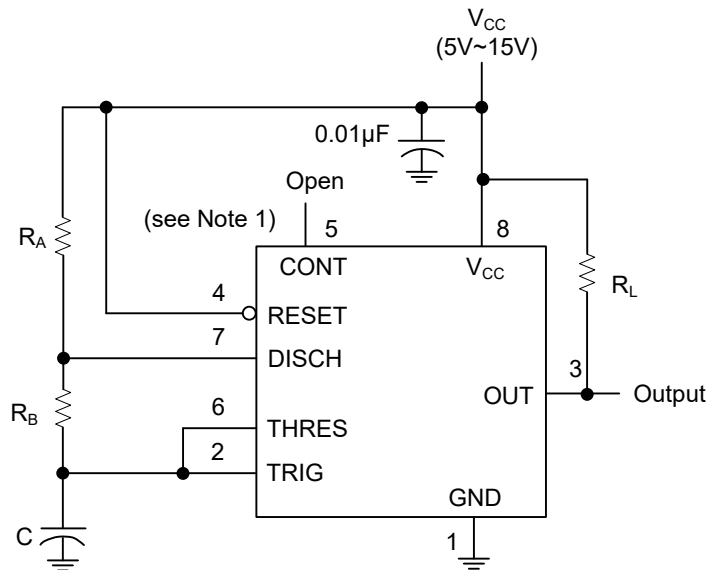 VCC
(5V~15V)
0.01µF
Open
(see Note 1)
5
8
RA
CONT
VCC
RL
4
RESET
7
DISCH
3
OUT
Output
RB
6
THRES
2
TRIG
GND
C
1